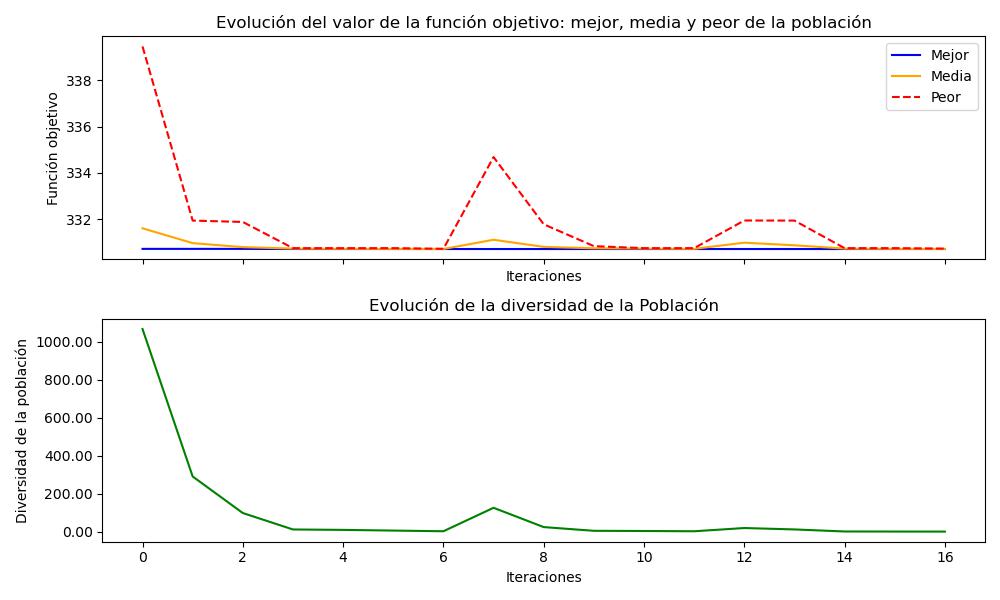 Evolución del valor de la función objetivo: mejor, media y peor de la población
Función objetivo
338
336
334
332
Mejor
Media
Peor
Iteraciones
Evolución de la diversidad de la Población
Diversidad de la población
1000.00
800.00
600.00
400.00
200.00
0.00
0 2 4 6 8 10 12 14 16
Iteraciones